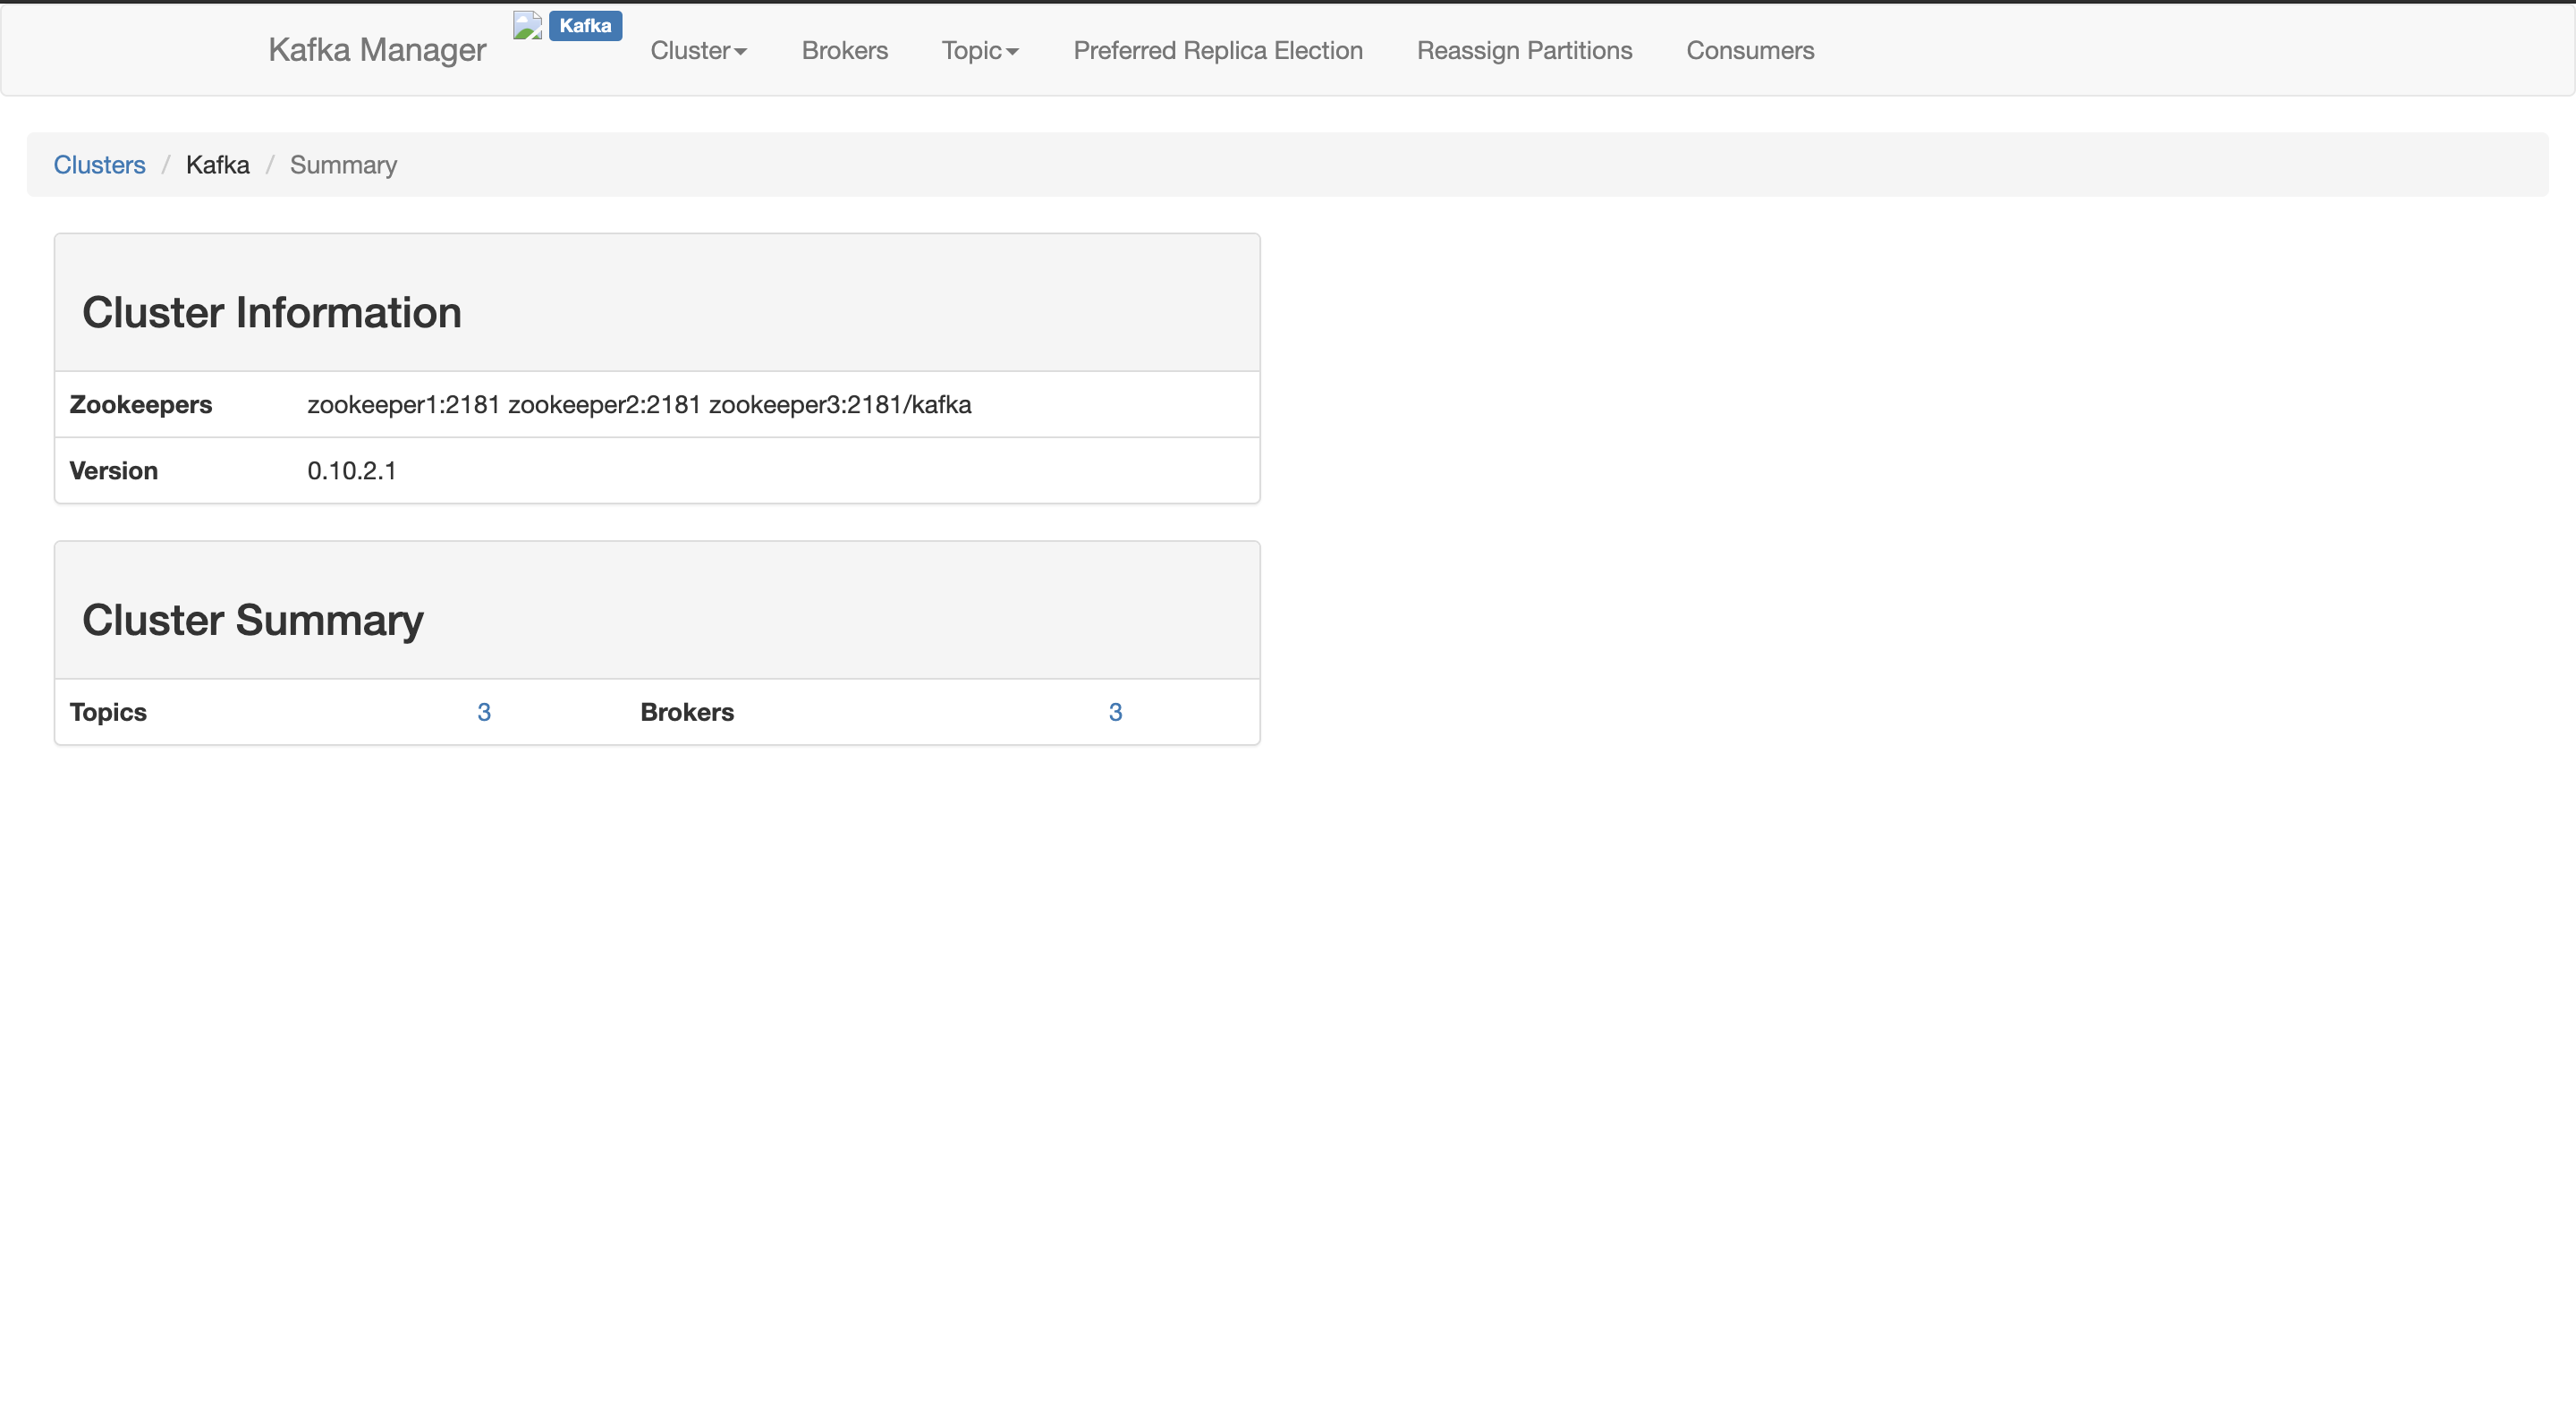 Kafka Manager Kafka Cluster Brokers Topic Preferred Replica Election Reassign Partitions Consumers
Clusters / Kafka / Summary
Cluster Information
Zookeepers zookeeper1:2181 zookeeper2:2181 zookeeper3:2181/kafka
Version 0.10.2.1
Cluster Summary
Topics 3 Brokers 3